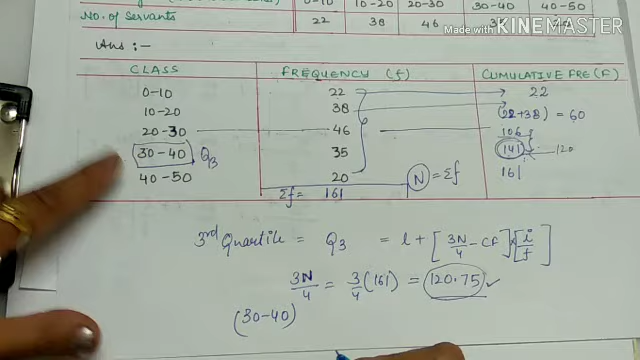 0-10 10-20 20-30 30-40 40-50
No. of Servants 22 38 46
Made with KINEMASTER
Ans :-
CLASS FREQUENCY (f) CUMULATIVE FRE (F)
0-10 22 22
10-20 38 (22+38) = 60
20-30 46 106
30-40 Q3 35 141 120
40-50 20 161
Σf = 161 N = Σf
3rd Quartile = Q3 = l + [ 3N/4 - CF ] × [ i/f ]
3N/4 = 3/4 (161) = 120.75 ✓
(30-40)